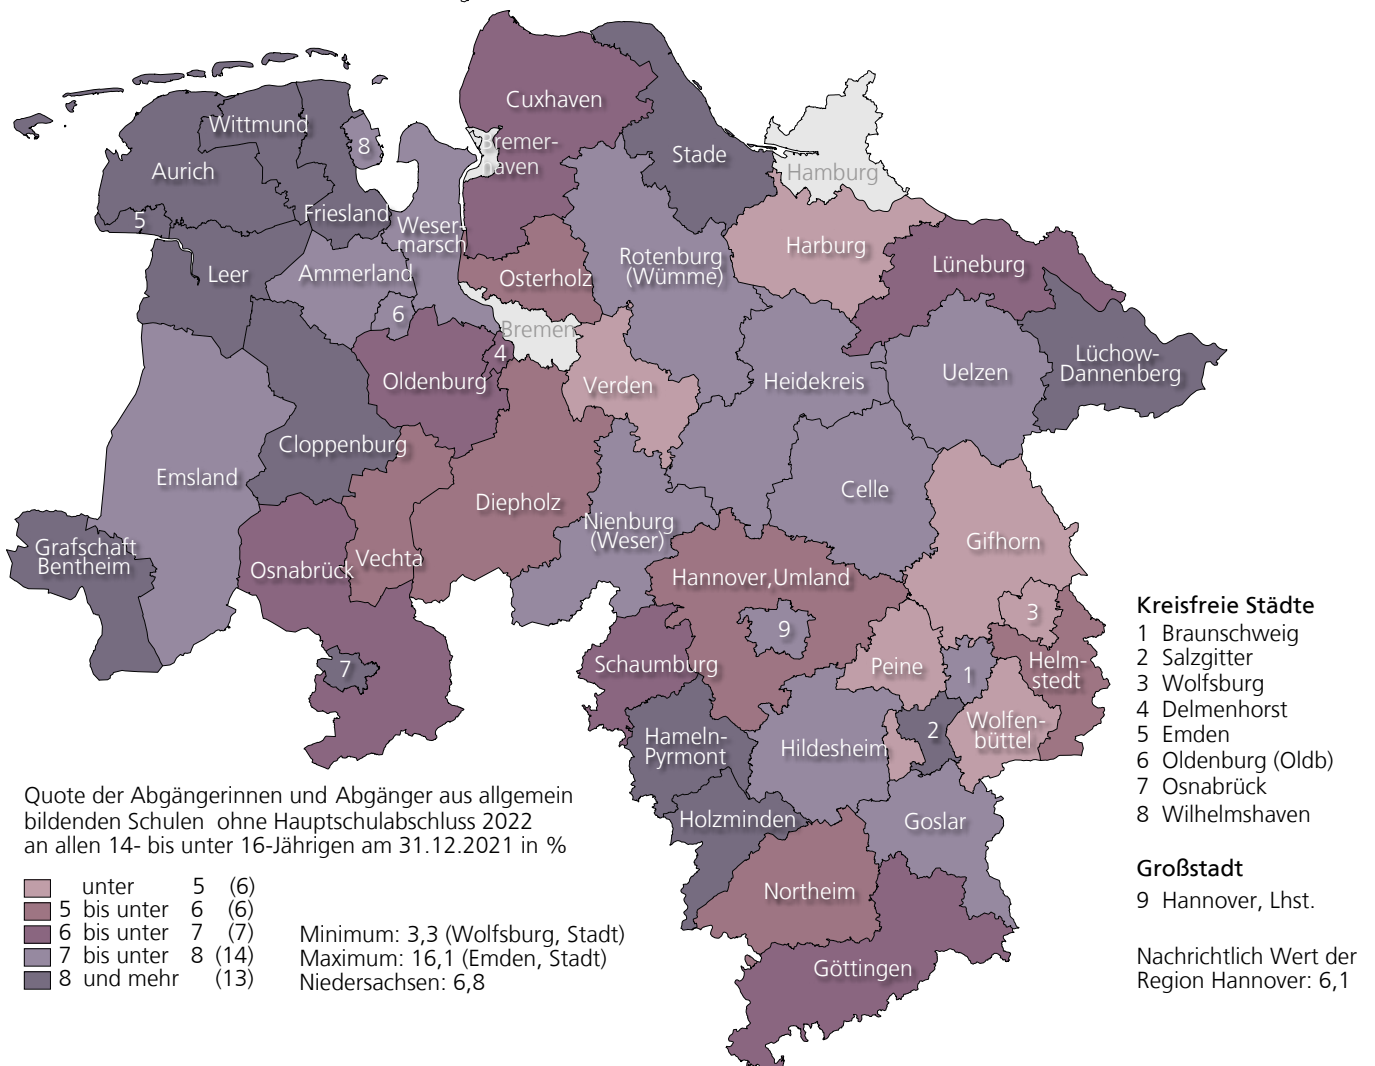 Cuxhaven
Wittmund
Bremer-
haven
8
Stade
Aurich
Hamburg
Friesland
5
Weser-
marsch
Harburg
Rotenburg
(Wümme)
Lüneburg
Leer
Ammerland
Osterholz
6
Bremen
4
Lüchow-
Dannenberg
Oldenburg
Verden
Heidekreis
Uelzen
Cloppenburg
Emsland
Diepholz
Celle
Nienburg
(Weser)
Gifhorn
Grafschaft
Bentheim
Osnabrück
Vechta
Hannover,Umland
3
9
Schaumburg
Peine
Helm-
stedt
7
1
Wolfen-
büttel
2
Hameln-
Pyrmont
Hildesheim
Holzminden
Goslar
Northeim
Göttingen
Kreisfreie Städte
1 Braunschweig
2 Salzgitter
3 Wolfsburg
4 Delmenhorst
5 Emden
6 Oldenburg (Oldb)
7 Osnabrück
8 Wilhelmshaven
Großstadt
9 Hannover, Lhst.
Nachrichtlich Wert der
Region Hannover: 6,1
Quote der Abgängerinnen und Abgänger aus allgemein
bildenden Schulen ohne Hauptschulabschluss 2022
an allen 14- bis unter 16-Jährigen am 31.12.2021 in %
unter 5 (6)
5 bis unter 6 (6)
6 bis unter 7 (7)
7 bis unter 8 (14)
8 und mehr (13)
Minimum: 3,3 (Wolfsburg, Stadt)
Maximum: 16,1 (Emden, Stadt)
Niedersachsen: 6,8